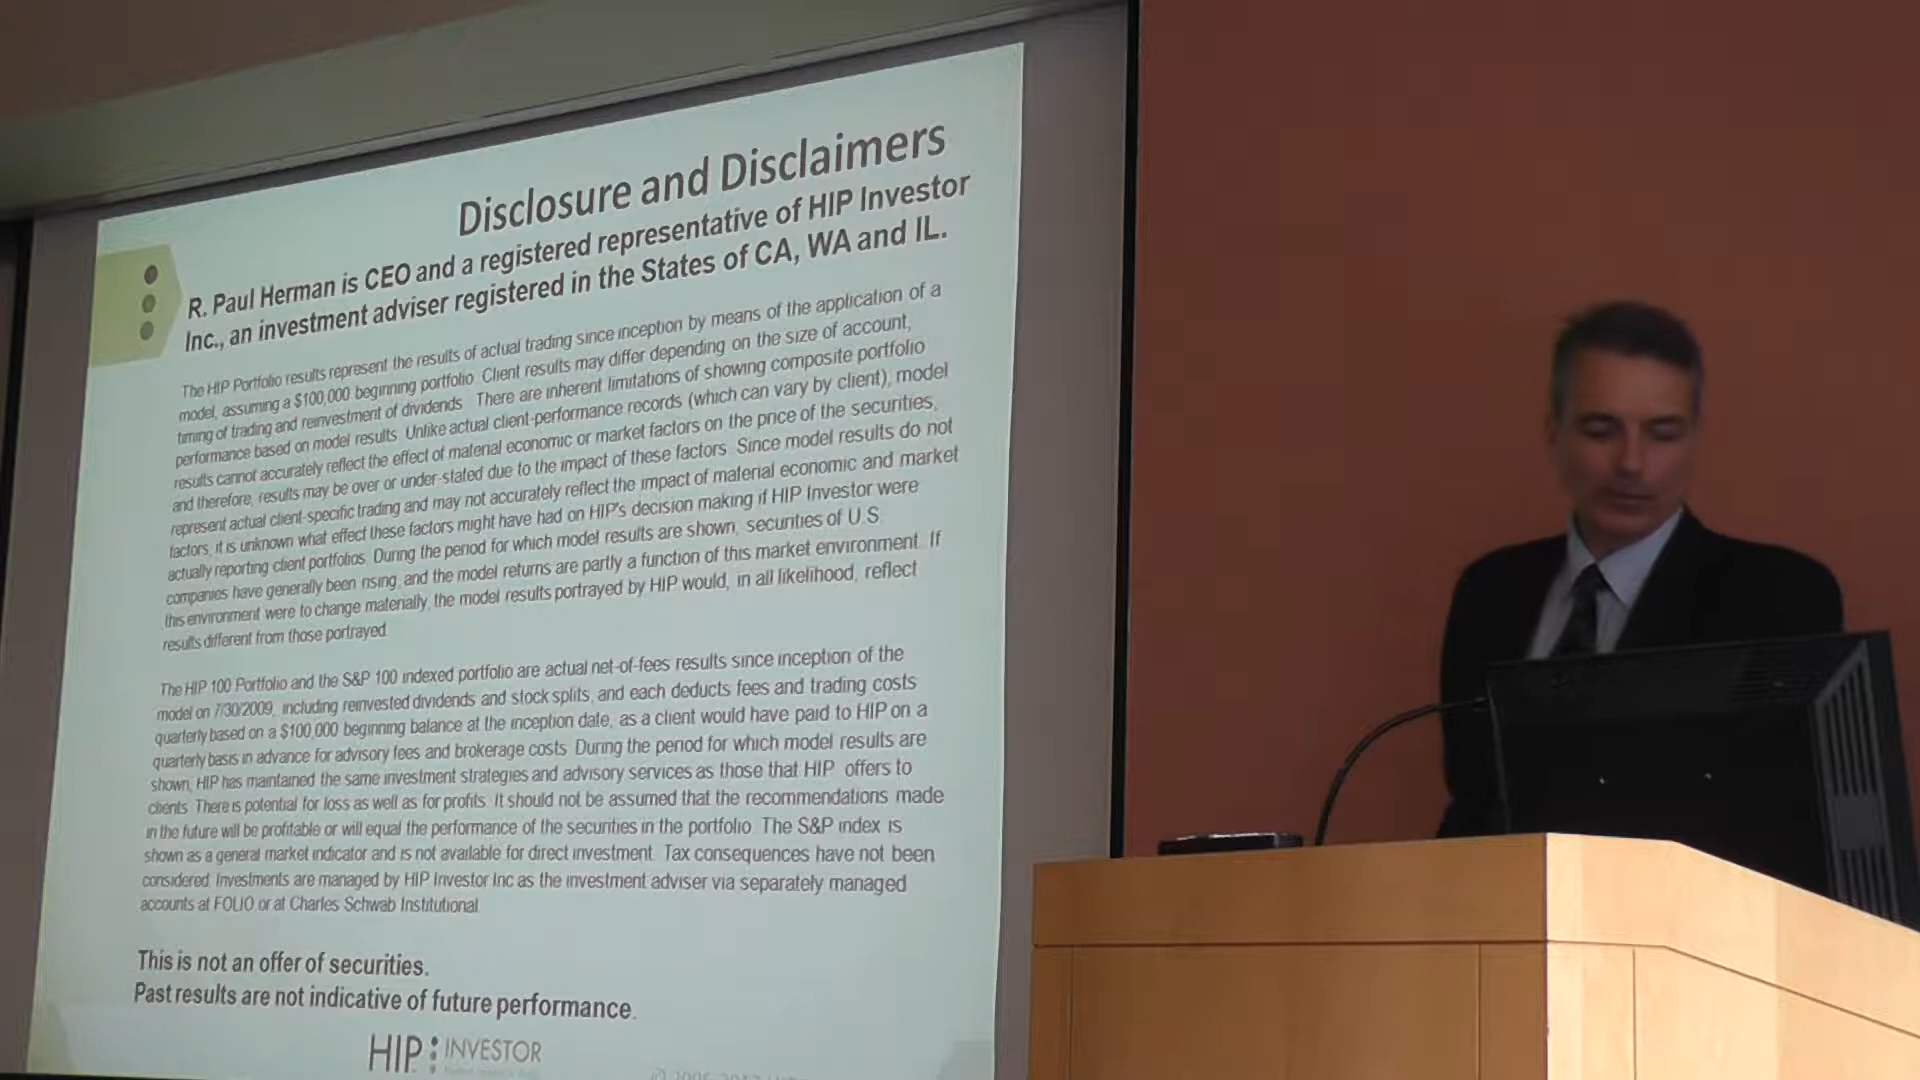 Disclosure and Disclaimers
R. Paul Herman is CEO and a registered representative of HIP Investor
Inc., an investment adviser registered in the States of CA, WA and IL.
The HIP Portfolio results represent the results of actual trading since inception by means of the application of a
model, assuming a $100,000 beginning portfolio. Client results may differ depending on the size of account,
timing of trading and reinvestment of dividends. There are inherent limitations of showing composite portfolio
performance based on model results. Unlike actual client-performance records (which can vary by client), model
results cannot accurately reflect the effect of material economic or market factors on the price of the securities,
and therefore, results may be over or under-stated due to the impact of these factors. Since model results do not
represent actual client-specific trading and may not accurately reflect the impact of material economic and market
factors, it is unknown what effect these factors might have had on HIP's decision making if HIP Investor were
actually reporting client portfolios. During the period for which model results are shown, securities of U.S.
companies have generally been rising, and the model returns are partly a function of this market environment. If
this environment were to change materially, the model results portrayed by HIP would, in all likelihood, reflect
results different from those portrayed.
The HIP 100 Portfolio and the S&P 100 indexed portfolio are actual net-of-fees results since inception of the
model on 7/30/2009, including reinvested dividends and stock splits, and each deducts fees and trading costs
quarterly based on a $100,000 beginning balance at the inception date, as a client would have paid to HIP on a
quarterly basis in advance for advisory fees and brokerage costs. During the period for which model results are
shown, HIP has maintained the same investment strategies and advisory services as those that HIP offers to
clients. There is potential for loss as well as for profits. It should not be assumed that the recommendations made
in the future will be profitable or will equal the performance of the securities in the portfolio. The S&P index is
shown as a general market indicator and is not available for direct investment. Tax consequences have not been
considered. Investments are managed by HIP Investor Inc as the investment adviser via separately managed
accounts at FOLIO or at Charles Schwab Institutional.
This is not an offer of securities.
Past results are not indicative of future performance.
HIP: INVESTOR